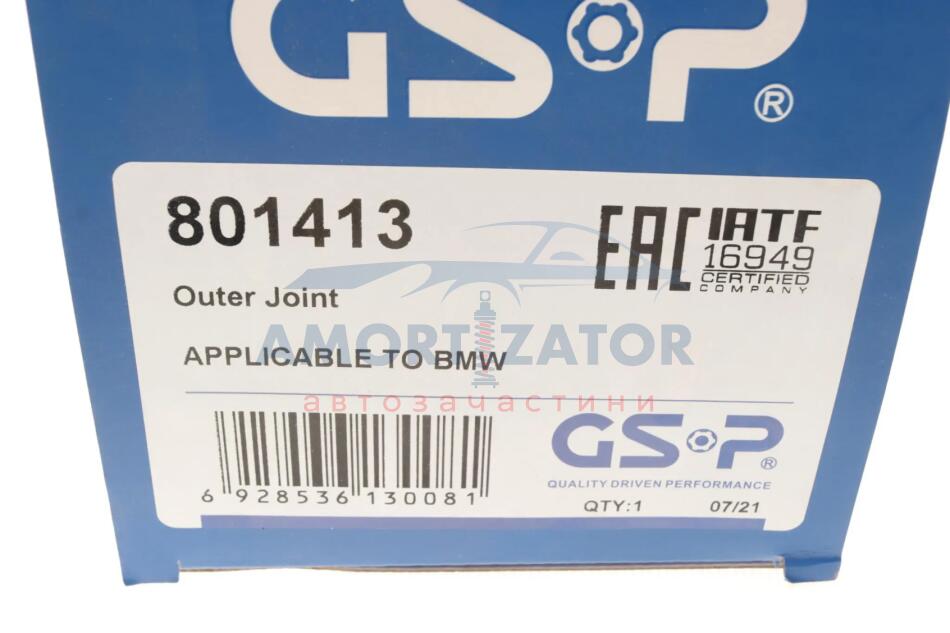 GSP ®
801413
EAC
IATF
16949
CERTIFIED
COMPANY
Outer Joint
AMORTIZATOR
APPLICABLE TO BMW
автозачастини
6 928536 130081
GSP ®
QUALITY DRIVEN PERFORMANCE
QTY:1 07/21